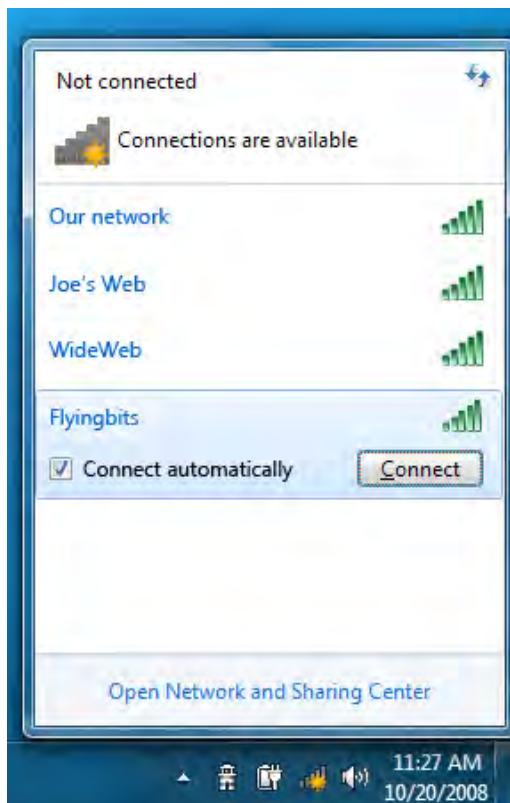 Not connected
Connections are available
Our network
Joe's Web
WideWeb
Flyingbits
Connect automatically
Connect
Open Network and Sharing Center
11:27 AM
10/20/2008